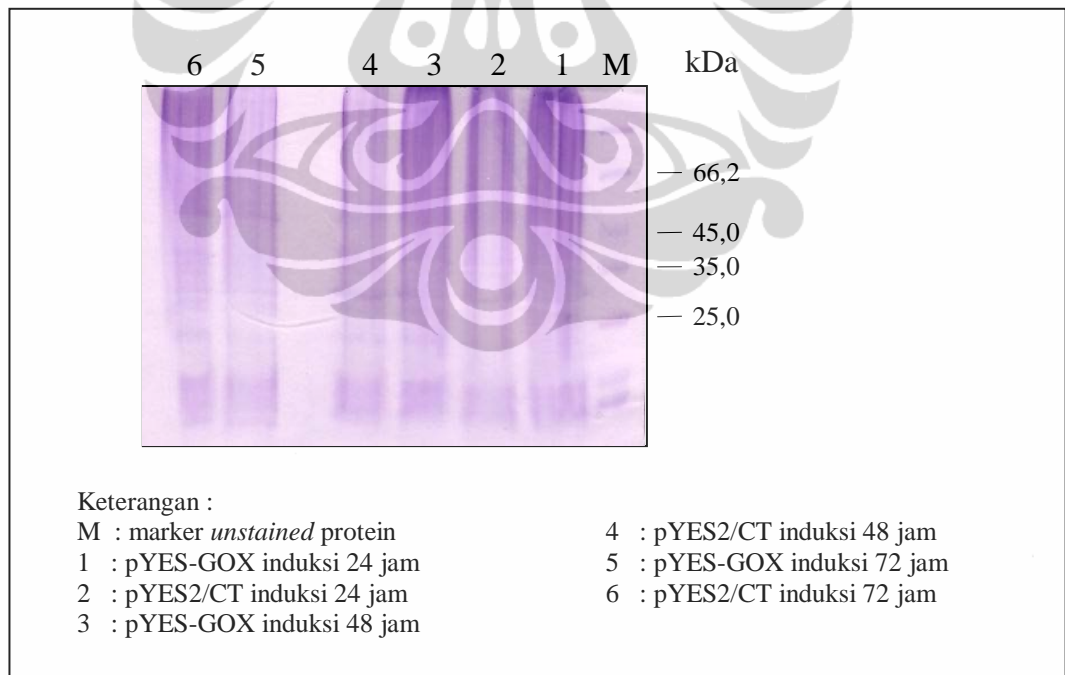 6 5 4 3 2 1 M kDa
66,2
45,0
35,0
25,0
Keterangan :
M : marker unstained protein
1 : pYES-GOX induksi 24 jam
2 : pYES2/CT induksi 24 jam
3 : pYES-GOX induksi 48 jam
4 : pYES2/CT induksi 48 jam
5 : pYES-GOX induksi 72 jam
6 : pYES2/CT induksi 72 jam